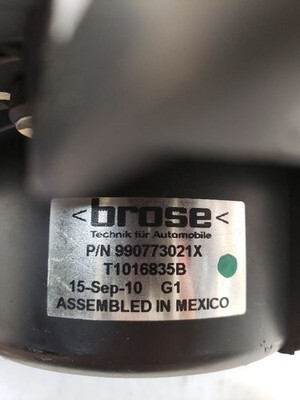 <brose<
Technik für Automobile
P/N 990773021X
T1016835B
15-Sep-10 G1
ASSEMBLED IN MEXICO